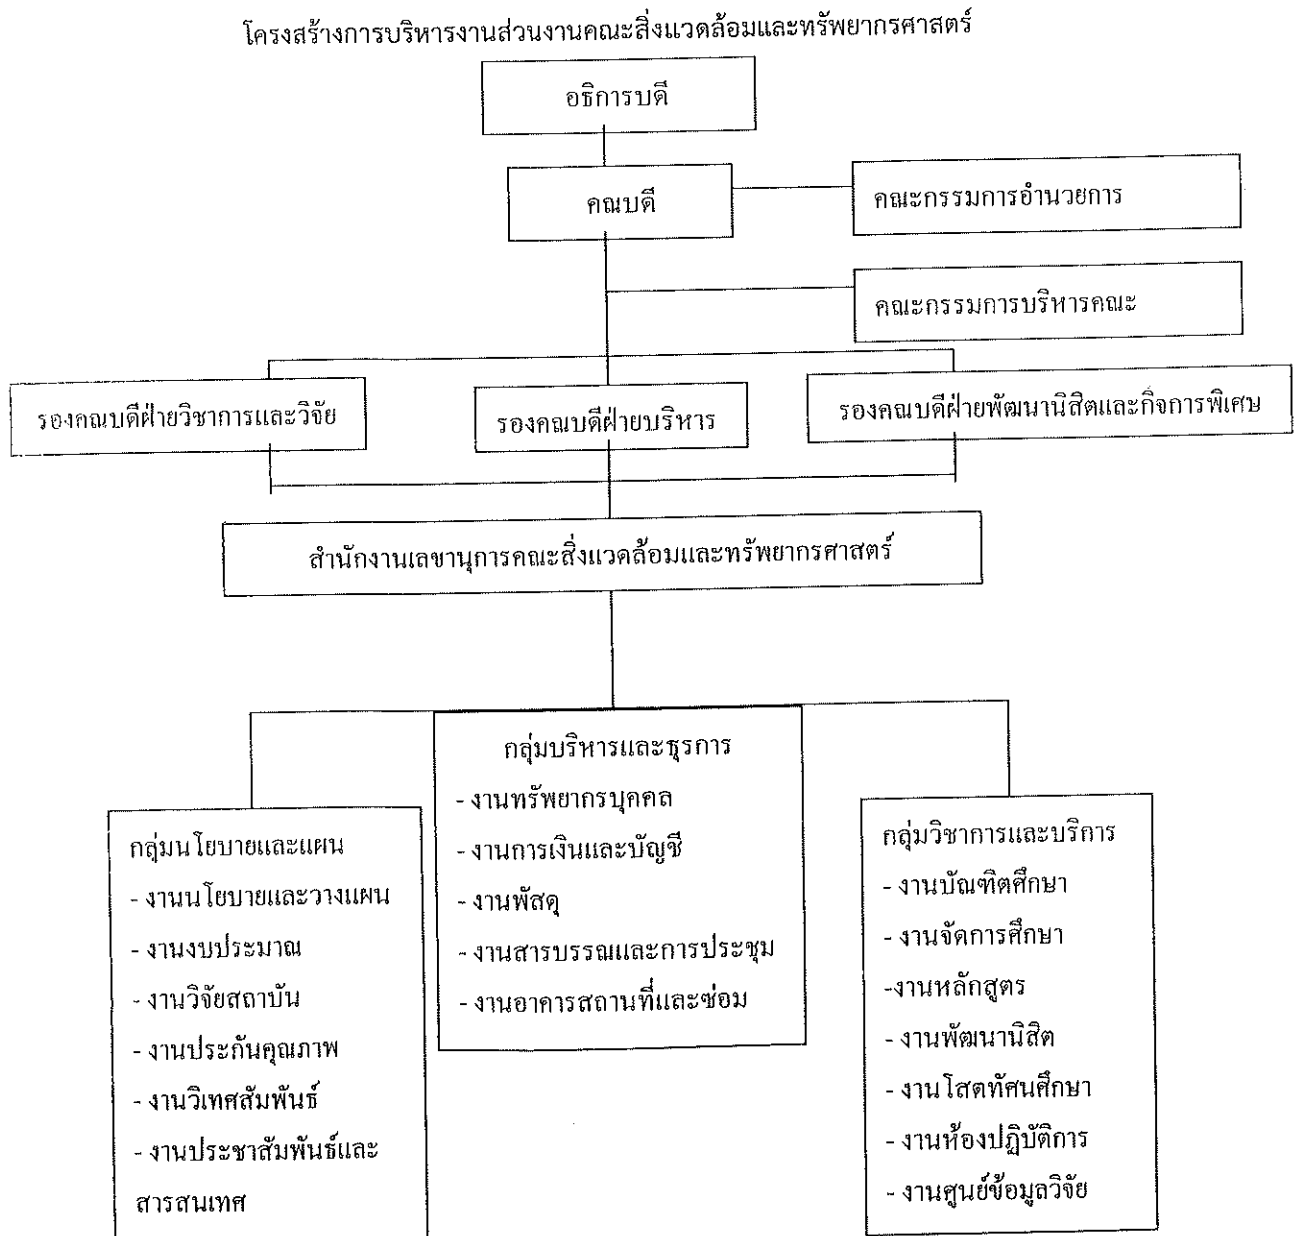 โครงสร้างการบริหารงานส่วนงานคณะสิ่งแวดล้อมและทรัพยากรศาสตร์
อธิการบดี
คณบดี
คณะกรรมการอำนวยการ
คณะกรรมการบริหารคณะ
รองคณบดีฝ่ายวิชาการและวิจัย
รองคณบดีฝ่ายบริหาร
รองคณบดีฝ่ายพัฒนานิสิตและกิจการพิเศษ
สำนักงานเลขานุการคณะสิ่งแวดล้อมและทรัพยากรศาสตร์
กลุ่มนโยบายและแผน
- งานนโยบายและวางแผน
- งานงบประมาณ
- งานวิจัยสถาบัน
- งานประกันคุณภาพ
- งานวิเทศสัมพันธ์
- งานประชาสัมพันธ์และ
สารสนเทศ
กลุ่มบริหารและธุรการ
- งานทรัพยากรบุคคล
- งานการเงินและบัญชี
- งานพัสดุ
- งานสารบรรณและการประชุม
- งานอาคารสถานที่และซ่อม
กลุ่มวิชาการและบริการ
- งานบัณฑิตศึกษา
- งานจัดการศึกษา
-งานหลักสูตร
- งานพัฒนานิสิต
- งานโสตทัศนศึกษา
- งานห้องปฏิบัติการ
- งานศูนย์ข้อมูลวิจัย